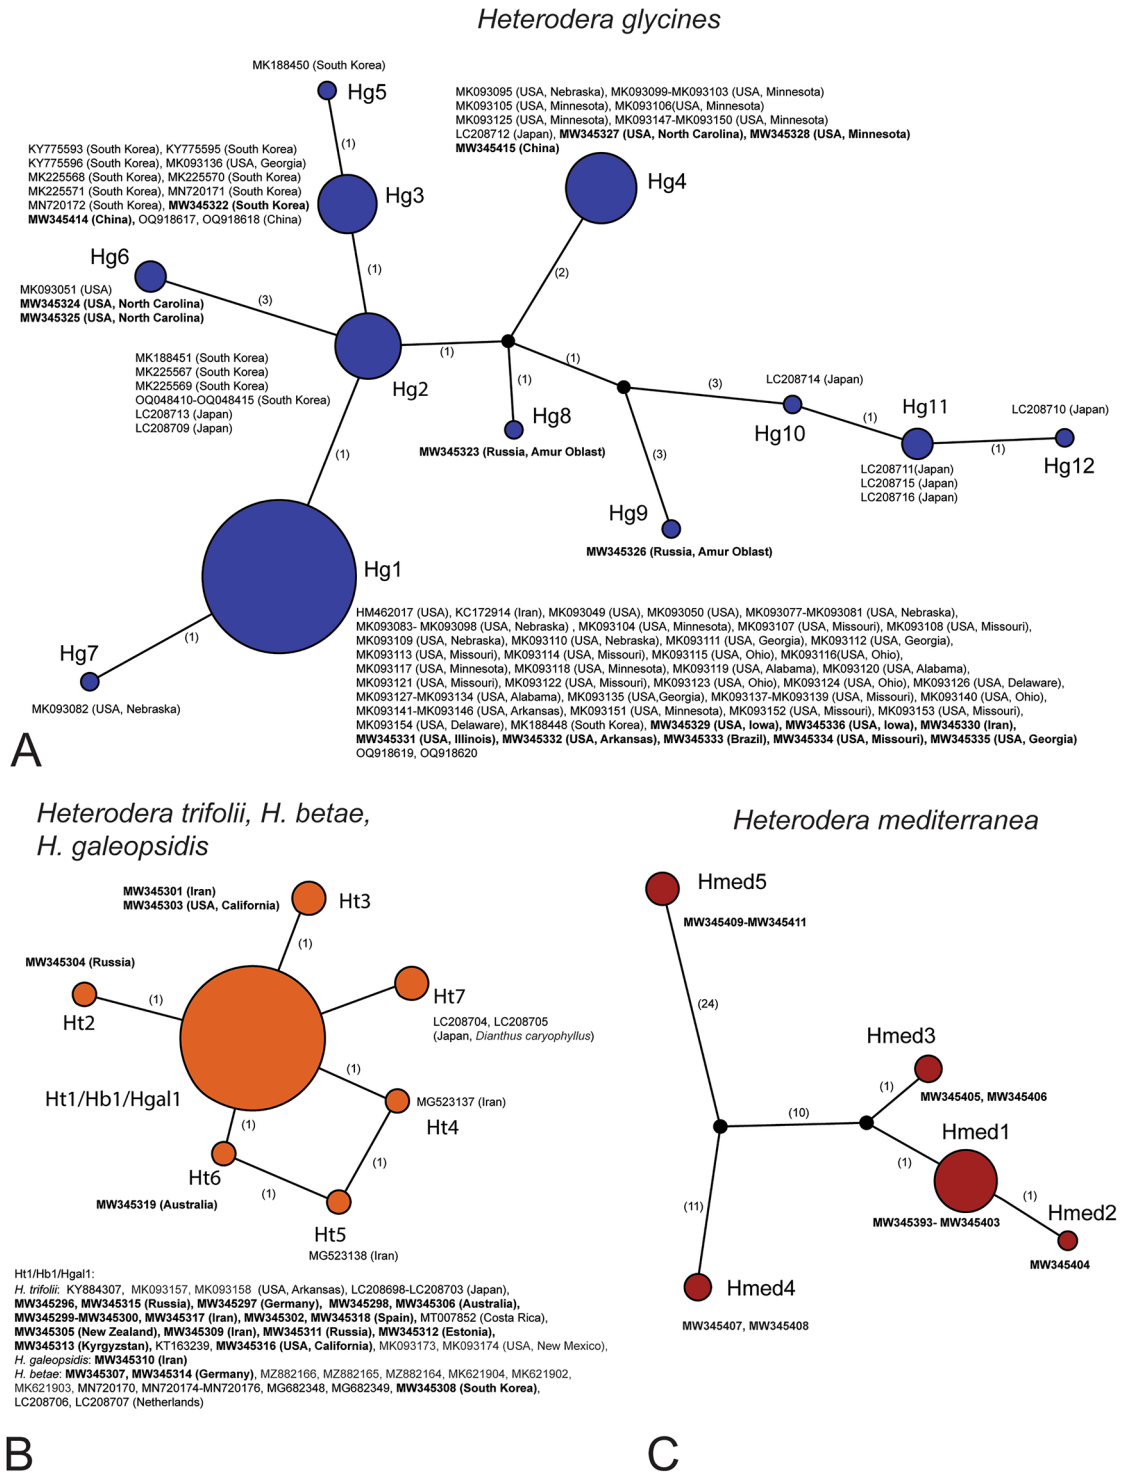 Heterodera glycines
MK188450 (South Korea)
Hg5
(1)
MK093095 (USA, Nebraska), MK093099-MK093103 (USA, Minnesota)
MK093105 (USA, Minnesota), MK093106(USA, Minnesota)
MK093125 (USA, Minnesota), MK093147-MK093150 (USA, Minnesota)
LC208712 (Japan), MW345327 (USA, North Carolina), MW345328 (USA, Minnesota)
MW345415 (China)
Hg4
(2)
KY775593 (South Korea), KY775595 (South Korea)
KY775596 (South Korea), MK093136 (USA, Georgia)
MK225568 (South Korea), MK225570 (South Korea)
MK225571 (South Korea), MN720171 (South Korea)
MN720172 (South Korea), MW345322 (South Korea)
MW345414 (China), OQ918617, OQ918618 (China)
Hg3
(1)
Hg6
MK093051 (USA)
MW345324 (USA, North Carolina)
MW345325 (USA, North Carolina)
(3)
MK188451 (South Korea)
MK225567 (South Korea)
MK225569 (South Korea)
OQ048410-OQ048415 (South Korea)
LC208713 (Japan)
LC208709 (Japan)
Hg2
(1)
(1)
(1)
(1)
Hg8
MW345323 (Russia, Amur Oblast)
(3)
LC208714 (Japan)
Hg10
(1)
Hg11
LC208711(Japan)
LC208715 (Japan)
LC208716 (Japan)
(1)
LC208710 (Japan)
Hg12
(3)
Hg9
MW345326 (Russia, Amur Oblast)
Hg1
HM462017 (USA), KC172914 (Iran), MK093049 (USA), MK093050 (USA), MK093077-MK093081 (USA, Nebraska),
MK093083- MK093098 (USA, Nebraska) , MK093104 (USA, Minnesota), MK093107 (USA, Missouri), MK093108 (USA, Missouri),
MK093109 (USA, Nebraska), MK093110 (USA, Nebraska), MK093111 (USA, Georgia), MK093112 (USA, Georgia),
MK093113 (USA, Missouri), MK093114 (USA, Missouri), MK093115 (USA, Ohio), MK093116(USA, Ohio),
MK093117 (USA, Minnesota), MK093118 (USA, Minnesota), MK093119 (USA, Alabama), MK093120 (USA, Alabama),
MK093121 (USA, Missouri), MK093122 (USA, Missouri), MK093123 (USA, Ohio), MK093124 (USA, Ohio), MK093126 (USA, Delaware),
MK093127-MK093134 (USA, Alabama), MK093135 (USA,Georgia), MK093137-MK093139 (USA, Missouri), MK093140 (USA, Ohio),
MK093141-MK093146 (USA, Arkansas), MK093151 (USA, Minnesota), MK093152 (USA, Missouri), MK093153 (USA, Missouri),
MK093154 (USA, Delaware), MK188448 (South Korea), MW345329 (USA, Iowa), MW345336 (USA, Iowa), MW345330 (Iran),
MW345331 (USA, Illinois), MW345332 (USA, Arkansas), MW345333 (Brazil), MW345334 (USA, Missouri), MW345335 (USA, Georgia)
OQ918619, OQ918620
(1)
Hg7
MK093082 (USA, Nebraska)
A
Heterodera trifolii, H. betae,
H. galeopsidis
MW345301 (Iran)
MW345303 (USA, California)
Ht3
(1)
MW345304 (Russia)
(1)
Ht2
Ht7
LC208704, LC208705
(Japan, Dianthus caryophyllus)
Ht1/Hb1/Hgal1
(1)
MG523137 (Iran)
Ht4
(1)
Ht6
MW345319 (Australia)
(1)
(1)
Ht5
MG523138 (Iran)
Ht1/Hb1/Hgal1:
H. trifolii: KY884307, MK093157, MK093158 (USA, Arkansas), LC208698-LC208703 (Japan),
MW345296, MW345315 (Russia), MW345297 (Germany), MW345298, MW345306 (Australia),
MW345299-MW345300, MW345317 (Iran), MW345302, MW345318 (Spain), MT007852 (Costa Rica),
MW345305 (New Zealand), MW345309 (Iran), MW345311 (Russia), MW345312 (Estonia),
MW345313 (Kyrgyzstan), KT163239, MW345316 (USA, California), MK093173, MK093174 (USA, New Mexico),
H. galeopsidis: MW345310 (Iran)
H. betae: MW345307, MW345314 (Germany), MZ882166, MZ882165, MZ882164, MK621904, MK621902,
MK621903, MN720170, MN720174-MN720176, MG682348, MG682349, MW345308 (South Korea),
LC208706, LC208707 (Netherlands)
B
Heterodera mediterranea
Hmed5
MW345409-MW345411
(24)
Hmed3
(1)
MW345405, MW345406
(10)
Hmed1
(1)
MW345393- MW345403
(1)
Hmed2
MW345404
(11)
Hmed4
MW345407, MW345408
C